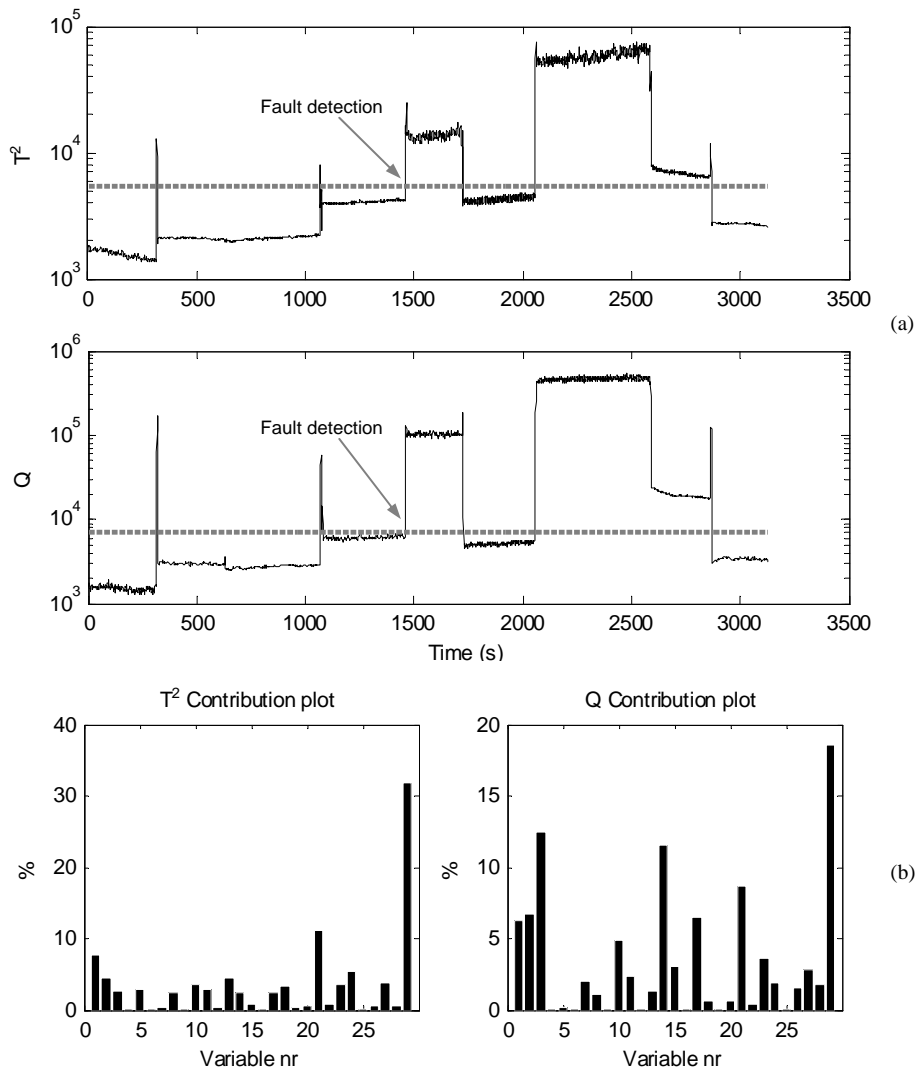 10^5
10^4
10^3
T^2
Fault detection
0 500 1000 1500 2000 2500 3000 3500
(a)
10^6
10^5
10^4
10^3
Q
Fault detection
0 500 1000 1500 2000 2500 3000 3500
Time (s)
T^2 Contribution plot
40
30
20
10
0
%
0 5 10 15 20 25
Variable nr
Q Contribution plot
20
15
10
5
0
%
0 5 10 15 20 25
Variable nr
(b)